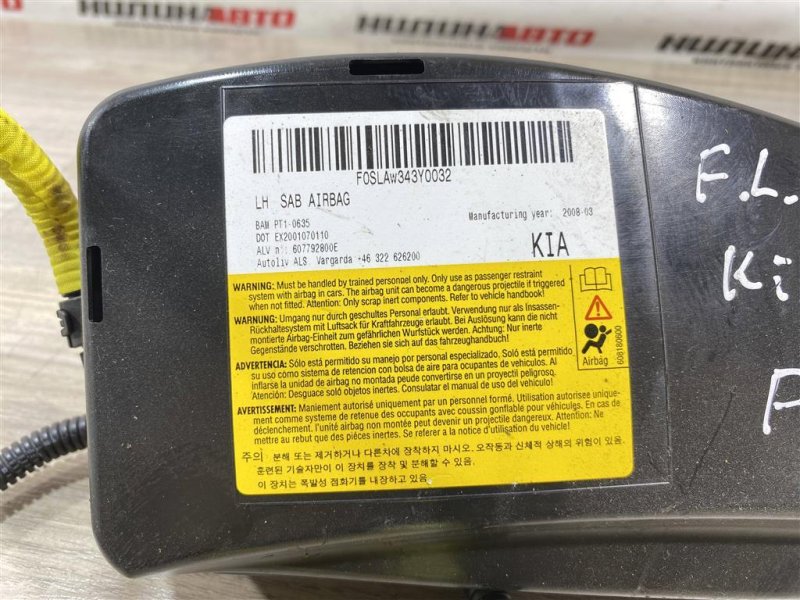 НИПОНАВТО
НИПОНАВТО
F0SLAw343Y0032
LH SAB AIRBAG
BAM PT1-0635
DOT EX2001070110
ALV n°: 607792800E
Autoliv ALS Vargarda +46 322 626200
Manufacturing year: 2008-03
KIA
WARNING: Must be handled by trained personnel only. Only use as passenger restraint
system with airbag in cars. The airbag unit can become a dangerous projectile if triggered
when not fitted. Attention: Only scrap inert components. Refer to vehicle handbook!
WARNUNG: Umgang nur durch geschultes Personal erlaubt. Verwendung nur als Insassen-
Rückhaltesystem mit Luftsack für Kraftfahrzeuge erlaubt. Bei Auslösung kann die nicht
montierte Airbag-Einheit zum gefährlichen Wurfstück werden. Achtung: Nur inerte
Gegenstände verschrotten. Beziehen sie sich auf das fahrzeughandbuch!
ADVERTENCIA: Sólo está permitido su manejo por personal especializado. Soló está permitido
su uso cómo sistema de retencion con bolsa de aire para ocupantes de vehículos. Al
inflarse la unidad de airbag no montada peude convertirse en un proyectil peligroso.
Atención: Desguace soló objetos inertes. Consulatar el manual de uso del vehículo!
AVERTISSEMENT: Maniement autorisé uniquement par un personnel formé. Utilisation autorisée unique-
ment comme systeme de retenue des occupants avec coussin gonflable pour véhicules. En cas de
déclenchement, l'unité airbag non montée peut devenir un projectile dangereux. Attention: Ne
mettre au rebut que des pièces inertes. Se referer a la notice d'utilisation du vehicule!
주의 : 분해 또는 제거하거나 다른차에 장착하지 마시오. 오작동과 신체적 상해의 위험이 있음.
훈련된 기술자만이 이 장치를 장착 및 분해할 수 있음.
이 장치는 폭발성 점화기를 내장하고 있음.
Airbag
608180600
F.L.
Ki
P